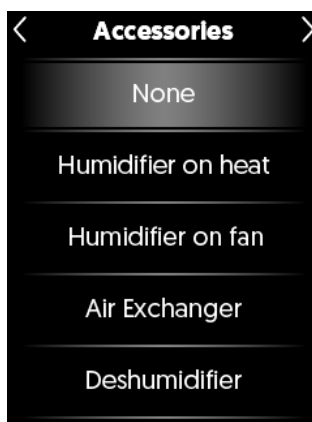 Accessories
None
Humidifier on heat
Humidifier on fan
Air Exchanger
Deshumidifier